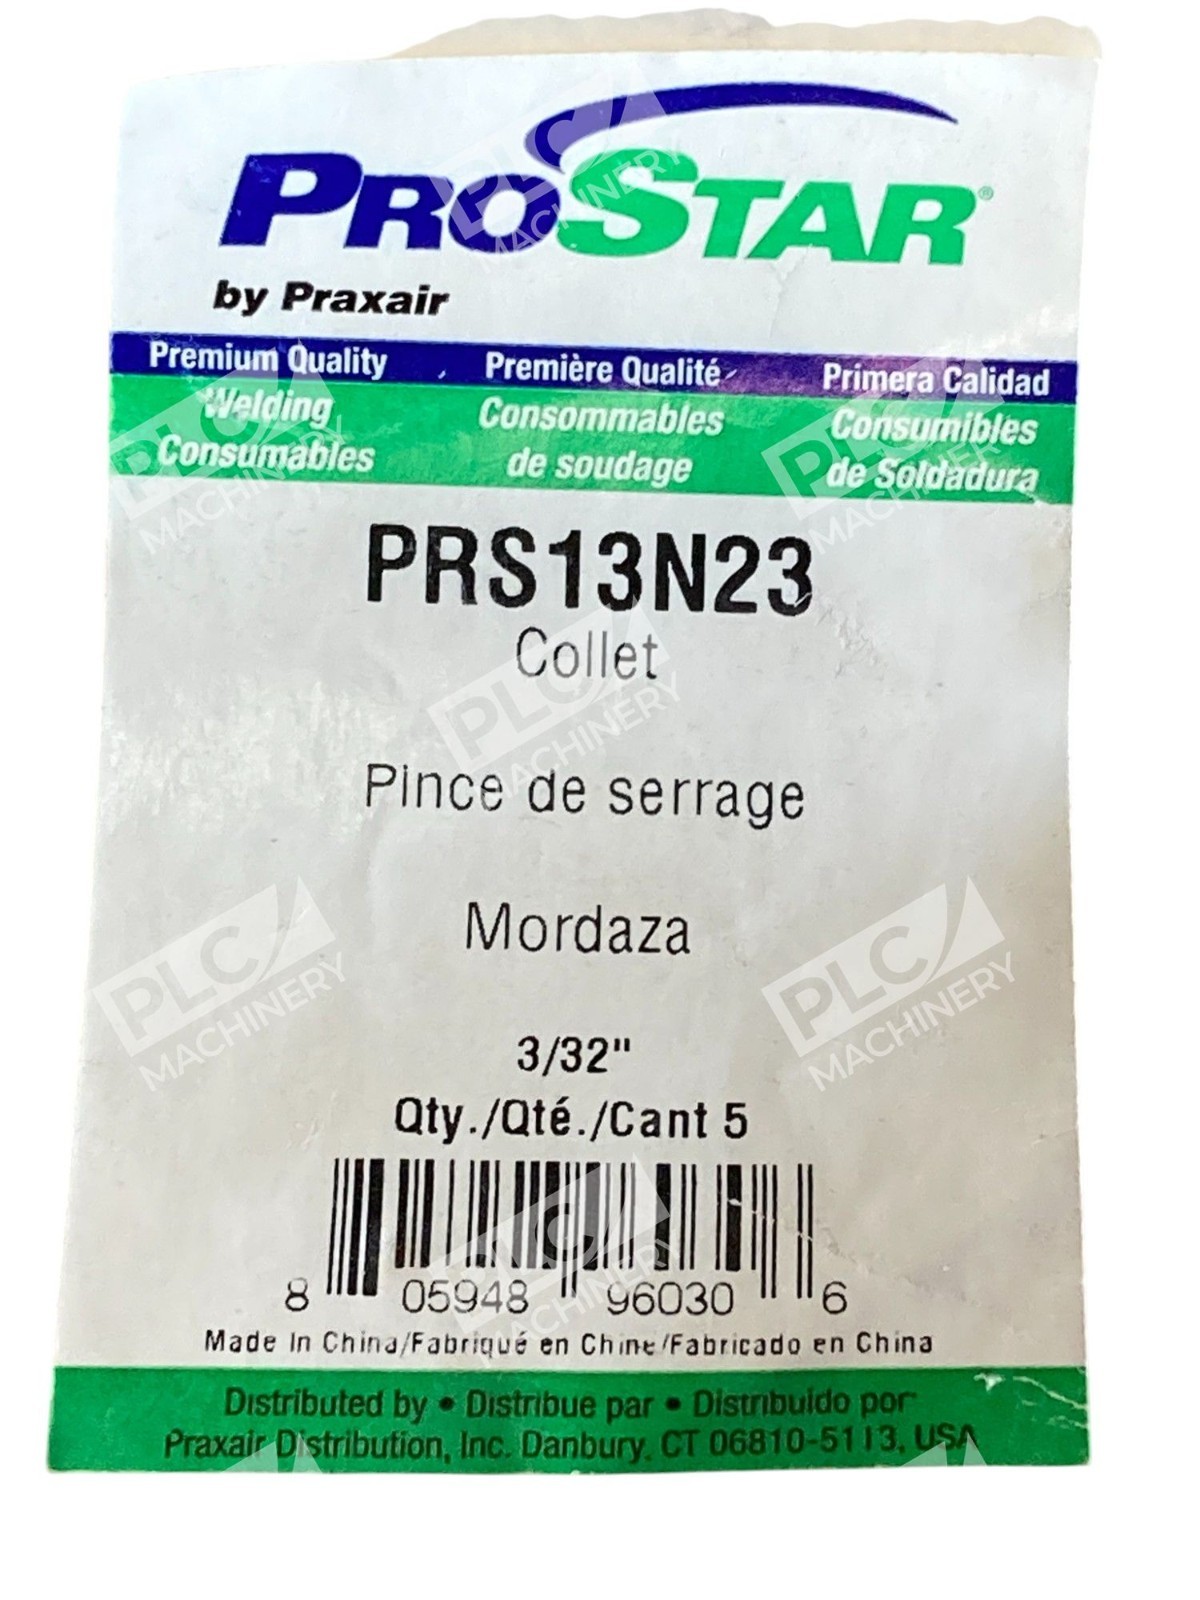 PROSTAR®
by Praxair
Premium Quality Première Qualité Primera Calidad
Welding Consommables Consumibles
Consumables de soudage de Soldadura
PRS13N23
Collet
Pince de serrage
Mordaza
3/32"
Qty./Qté./Cant 5
8 05948 96030 6
Made In China/Fabriqué en Chine/Fabricado en China
Distributed by • Distribue par • Distribuido por
Praxair Distribution, Inc. Danbury, CT 06810-5113, USA
PLC MACHINERY